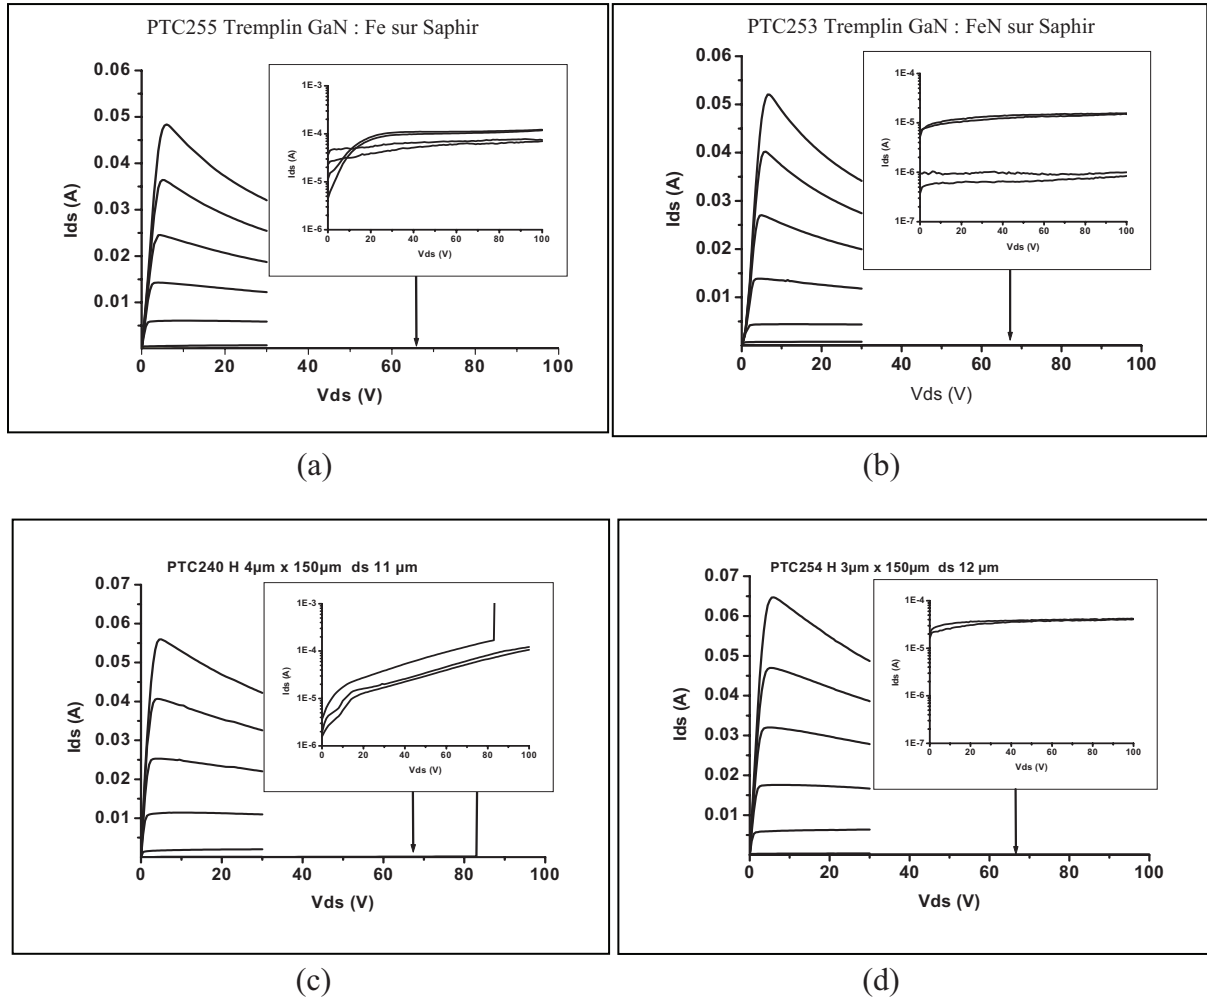 PTC255 Tremplin GaN : Fe sur Saphir
0.06
0.05
0.04
0.03
0.02
0.01
Ids (A)
0 20 40 60 80 100
Vds (V)
1E-3
1E-4
1E-5
1E-6
Ids (A)
0 20 40 60 80 100
Vds (V)
(a)
PTC253 Tremplin GaN : FeN sur Saphir
0.06
0.05
0.04
0.03
0.02
0.01
Ids (A)
0 20 40 60 80 100
Vds (V)
1E-4
1E-5
1E-6
1E-7
Ids (A)
0 20 40 60 80 100
Vds (V)
(b)
PTC240 H 4µm x 150µm ds 11 µm
0.07
0.06
0.05
0.04
0.03
0.02
0.01
Ids (A)
0 20 40 60 80 100
Vds (V)
1E-3
1E-4
1E-5
1E-6
Ids (A)
0 20 40 60 80 100
Vds (V)
(c)
PTC254 H 3µm x 150µm ds 12 µm
0.07
0.06
0.05
0.04
0.03
0.02
0.01
Ids (A)
0 20 40 60 80 100
Vds (V)
1E-4
1E-5
1E-6
1E-7
Ids (A)
0 20 40 60 80 100
Vds (V)
(d)